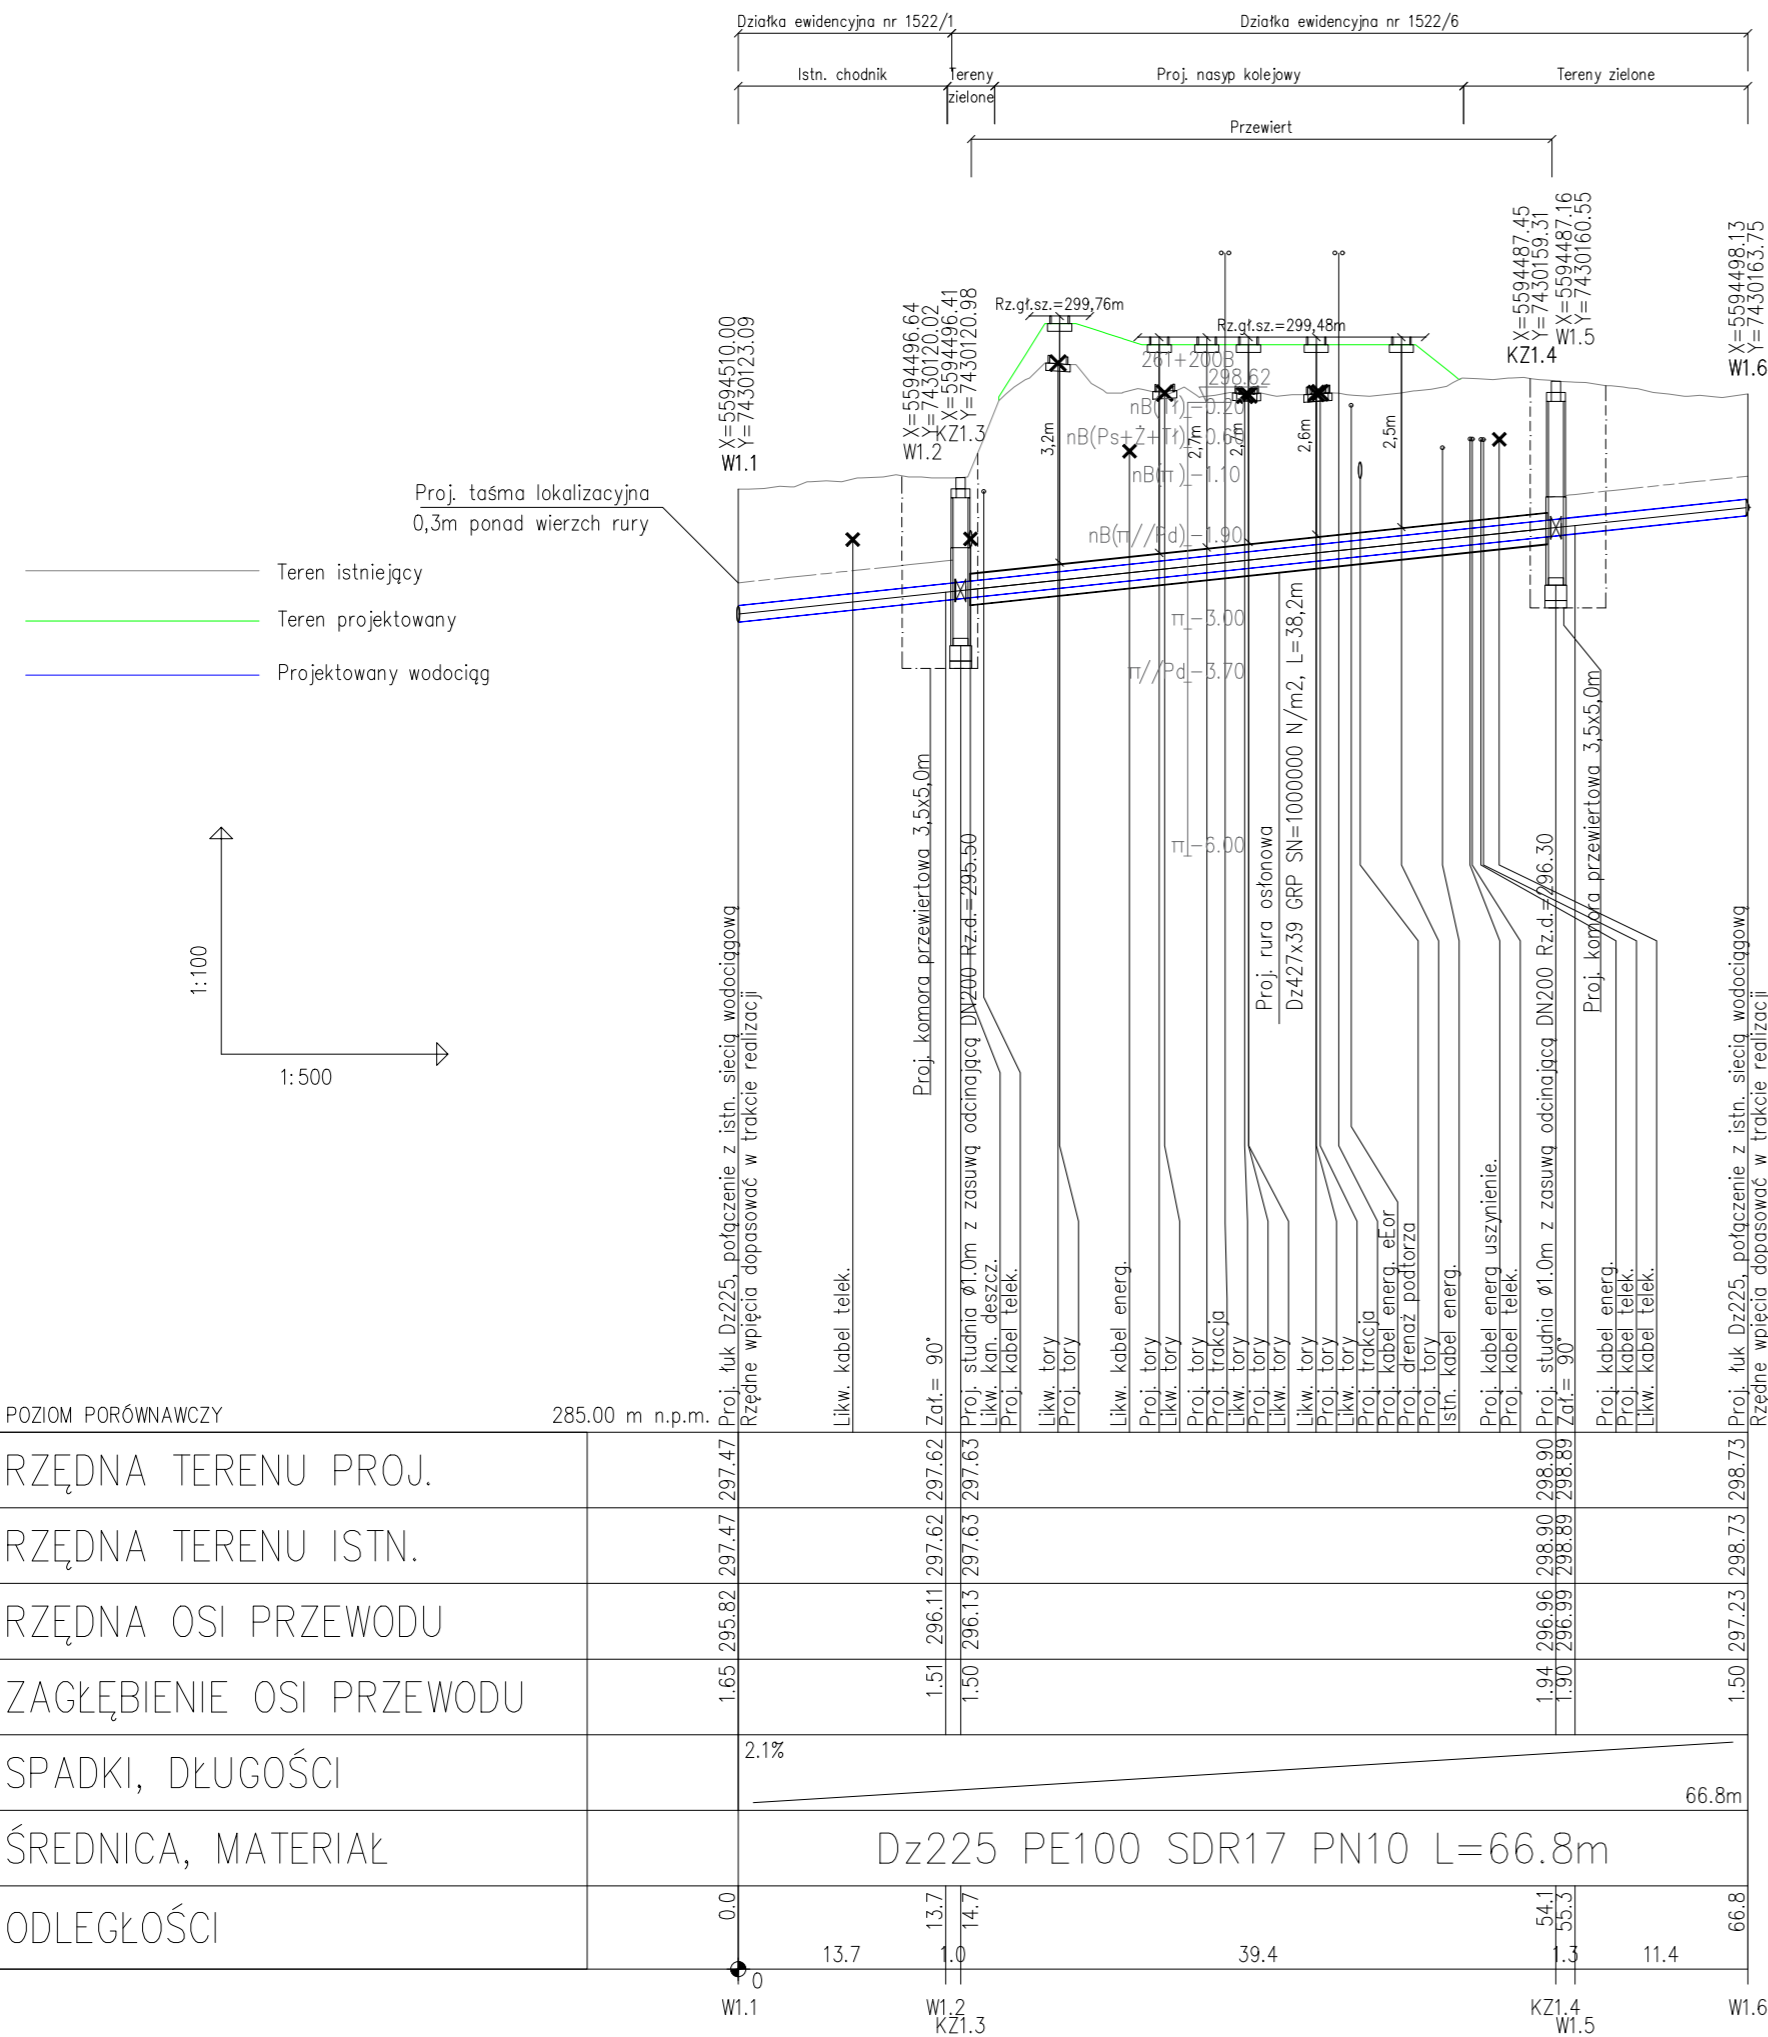 Działka ewidencyjna nr 1522/1
Działka ewidencyjna nr 1522/6
Istn. chodnik
Tereny
zielone
Proj. nasyp kolejowy
Tereny zielone
Przewiert
X=5594510.00
Y=7430123.09
W1.1
X=5594496.64
Y=7430120.02
W1.2
X=5594496.41
Y=7430120.98
KZ1.3
X=5594487.45
Y=7430159.31
KZ1.4
X=5594487.16
Y=7430160.55
W1.5
X=5594498.13
Y=7430163.75
W1.6
Rz.gł.sz.=299,76m
Rz.gł.sz.=299,48m
261+200B
298.62
nB(Tł) -0.20
nB(Ps+Ż+Tł) -0.60
nB(π) -1.10
nB(π//Pd) -1.90
π -3.00
π//Pd -3.70
π -6.00
3,2m
2,7m
2,6m
2,5m
Proj. taśma lokalizacyjna
0,3m ponad wierzch rury
Teren istniejący
Teren projektowany
Projektowany wodociąg
1:100
1:500
Proj. komora przewiertowa 3,5x5,0m
Proj. rura osłonowa
Dz427x39 GRP SN=1000000 N/m2, L=38,2m
Proj. komora przewiertowa 3,5x5,0m
Proj. łuk Dz225, połączenie z istn. siecią wodociągową
Rzędne wpięcia dopasować w trakcie realizacji
Likw. kabel telek.
Zał.= 90°
Proj. studnia ø1.0m z zasuwą odcinającą DN200 Rz.d.=295.50
Likw. kan. deszcz.
Proj. kabel telek.
Likw. tory
Proj. tory
Likw. kabel energ.
Proj. tory
Likw. tory
Proj. tory
Proj. trakcja
Likw. tory
Proj. tory
Likw. tory
Likw. tory
Proj. tory
Likw. tory
Proj. trakcja
Proj. kabel energ. eEor
Proj. drenaż podtorza
Proj. tory
Istn. kabel energ.
Proj. kabel energ uszynienie.
Proj. kabel telek.
Proj. studnia ø1.0m z zasuwą odcinającą DN200 Rz.d.=296.30
Zał.= 90°
Proj. kabel energ.
Proj. kabel telek.
Likw. kabel telek.
Proj. łuk Dz225, połączenie z istn. siecią wodociągową
Rzędne wpięcia dopasować w trakcie realizacji
POZIOM PORÓWNAWCZY 285.00 m n.p.m.
RZĘDNA TERENU PROJ. 297.47 297.62 297.63 298.90 298.89 298.73
RZĘDNA TERENU ISTN. 297.47 297.62 297.63 298.90 298.89 298.73
RZĘDNA OSI PRZEWODU 295.82 296.11 296.13 296.96 296.99 297.23
ZAGŁĘBIENIE OSI PRZEWODU 1.65 1.51 1.50 1.94 1.90 1.50
SPADKI, DŁUGOŚCI 2.1% 66.8m
ŚREDNICA, MATERIAŁ Dz225 PE100 SDR17 PN10 L=66.8m
ODLEGŁOŚCI 0.0 13.7 14.7 54.1 55.3 66.8
13.7 1.0 39.4 1.3 11.4
0
W1.1 W1.2 KZ1.3 KZ1.4 W1.5 W1.6